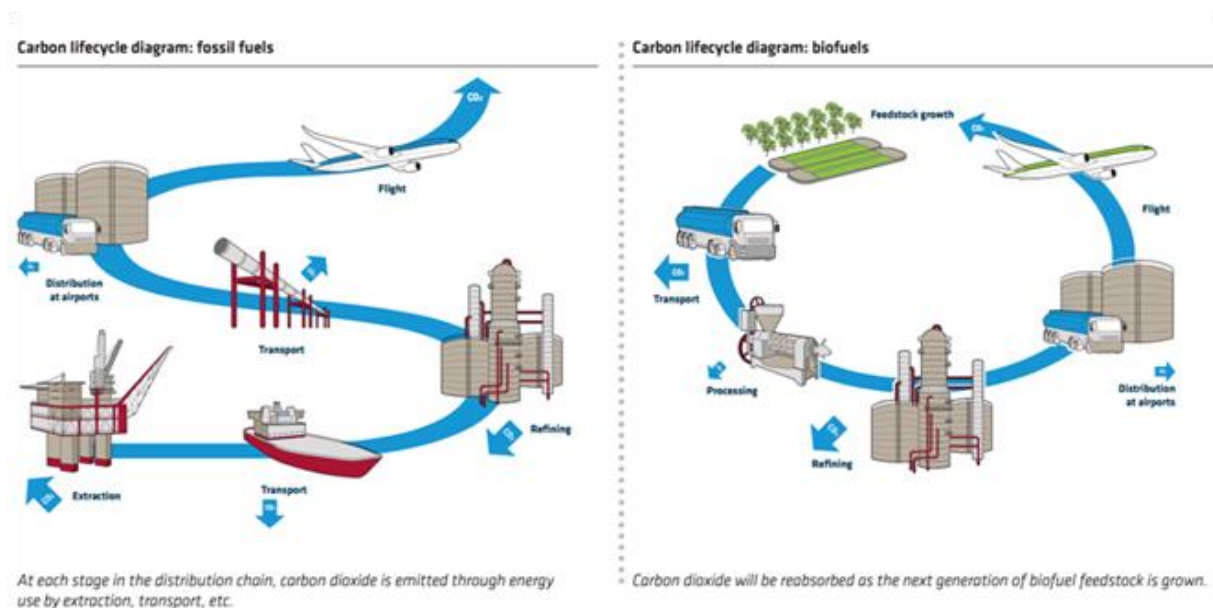 Carbon lifecycle diagram: fossil fuels
CO₂
Flight
Distribution
at airports
Transport
Refining
CO₂
Transport
Extraction
At each stage in the distribution chain, carbon dioxide is emitted through energy
use by extraction, transport, etc.
Carbon lifecycle diagram: biofuels
Feedstock growth
CO₂
Flight
CO₂
Transport
Processing
CO₂
Refining
Distribution
at airports
Carbon dioxide will be reabsorbed as the next generation of biofuel feedstock is grown.